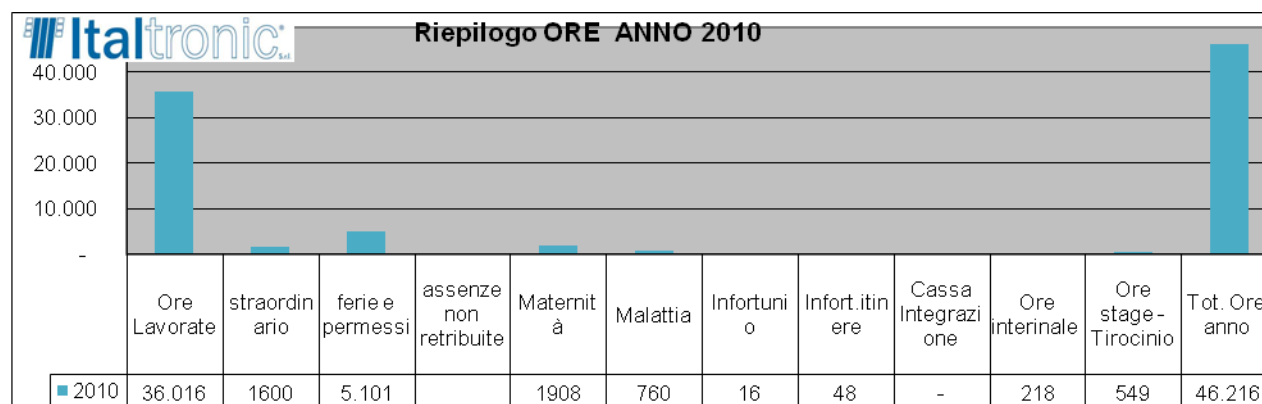 Italtronic S.r.l.
Riepilogo ORE ANNO 2010
40.000
30.000
20.000
10.000
-
Ore
Lavorate
straordin
ario
ferie e
permessi
assenze
non
retribuite
Maternit
à
Malattia
Infortuni
o
Infort.itin
ere
Cassa
Integrazi
one
Ore
interinale
Ore
stage -
Tirocinio
Tot. Ore
anno
2010 36.016 1600 5.101 1908 760 16 48 - 218 549 46.216